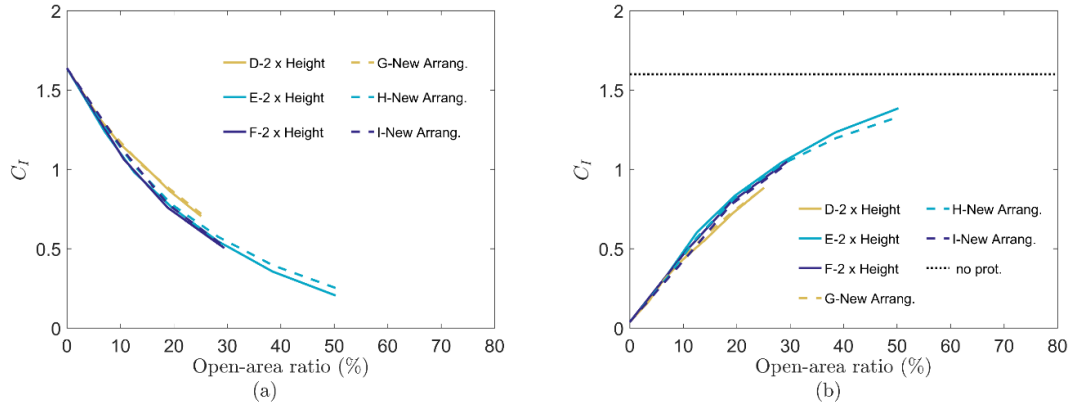 2
1.5
1
0.5
0
C_I
D-2 x Height
E-2 x Height
F-2 x Height
G-New Arrang.
H-New Arrang.
I-New Arrang.
0 10 20 30 40 50 60 70 80
Open-area ratio (%)
(a)
2
1.5
1
0.5
0
C_I
D-2 x Height
E-2 x Height
F-2 x Height
G-New Arrang.
H-New Arrang.
I-New Arrang.
no prot.
0 10 20 30 40 50 60 70 80
Open-area ratio (%)
(b)